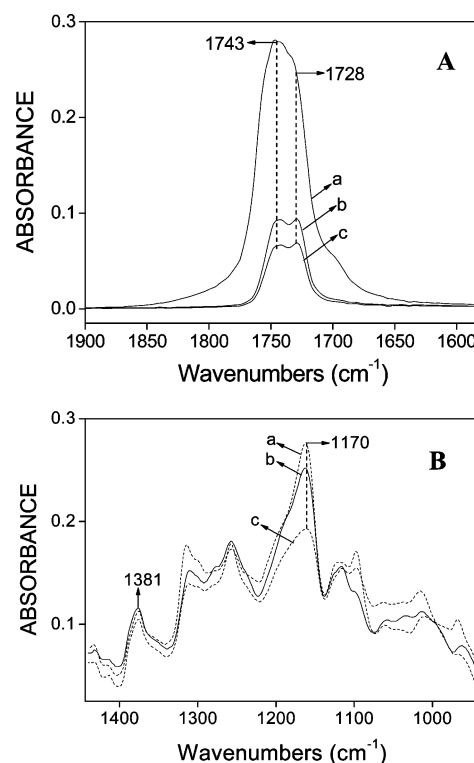 0.3
1743
1728
A
a
b
c
0.2
0.1
0.0
ABSORBANCE
1900 1850 1800 1750 1700 1650 1600
Wavenumbers (cm⁻¹)
0.3
a
1170
B
b
c
0.2
1381
0.1
ABSORBANCE
1400 1300 1200 1100 1000
Wavenumbers (cm⁻¹)